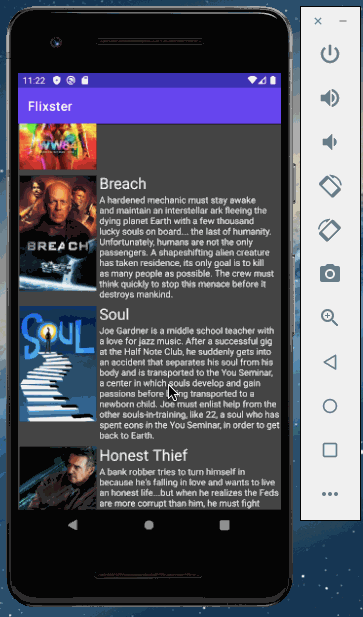 11:22
Flixster
WW84
Breach
A hardened mechanic must stay awake
and maintain an interstellar ark fleeing the
dying planet Earth with a few thousand
lucky souls on board... the last of humanity.
Unfortunately, humans are not the only
passengers. A shapeshifting alien creature
has taken residence, its only goal is to kill
as many people as possible. The crew must
think quickly to stop this menace before it
destroys mankind.
BREACH
Soul
Joe Gardner is a middle school teacher with
a love for jazz music. After a successful gig
at the Half Note Club, he suddenly gets into
an accident that separates his soul from his
body and is transported to the You Seminar,
a center in which souls develop and gain
passions before being transported to a
newborn child. Joe must enlist help from the
other souls-in-training, like 22, a soul who has
spent eons in the You Seminar, in order to get
back to Earth.
SOUL
Honest Thief
A bank robber tries to turn himself in
because he's falling in love and wants to live
an honest life...but when he realizes the Feds
are more corrupt than him, he must fight